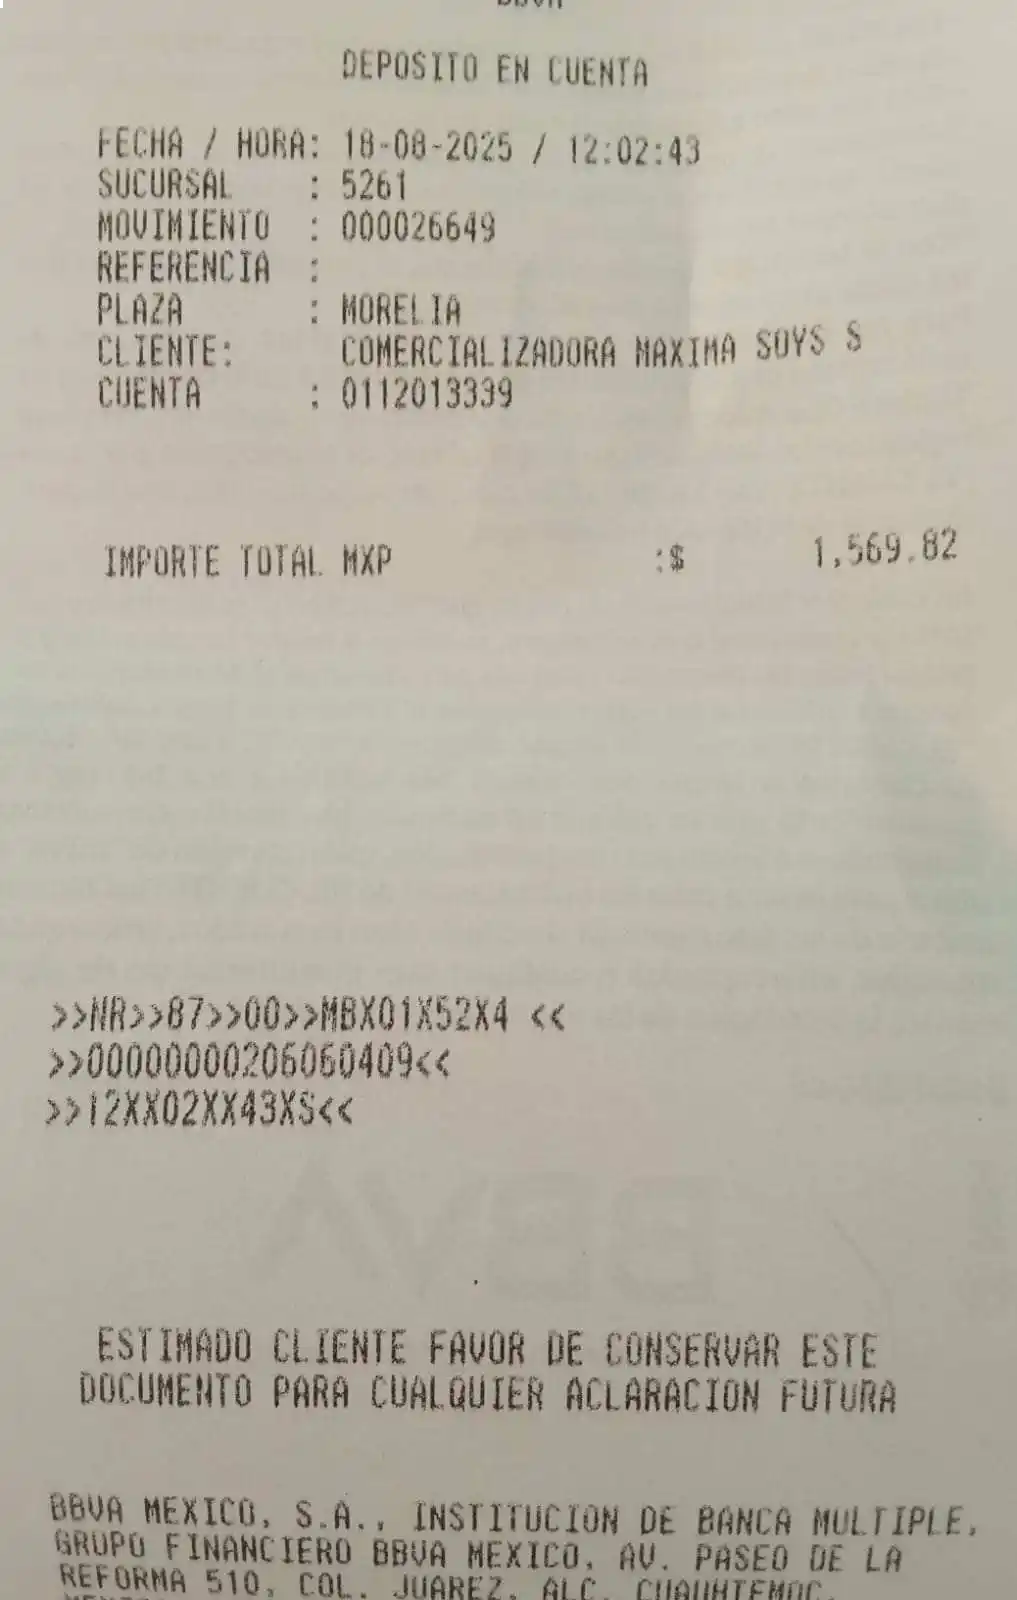 BBVA
DEPOSITO EN CUENTA
FECHA / HORA: 18-08-2025 / 12:02:43
SUCURSAL : 5261
MOVIMIENTO : 000026649
REFERENCIA :
PLAZA : MORELIA
CLIENTE: COMERCIALIZADORA MAXIMA SOYS S
CUENTA : 0112013339
IMPORTE TOTAL MXP :$ 1,569.82
>>NR>>87>>00>>MBX01X52X4 <<
>>00000000206060409<<
>>12XX02XX43XS<<
BBVA
ESTIMADO CLIENTE FAVOR DE CONSERVAR ESTE
DOCUMENTO PARA CUALQUIER ACLARACION FUTURA
BBVA MEXICO, S.A., INSTITUCION DE BANCA MULTIPLE,
GRUPO FINANCIERO BBVA MEXICO, AV. PASEO DE LA
REFORMA 510, COL. JUAREZ, ALC. CUAUHTEMOC,